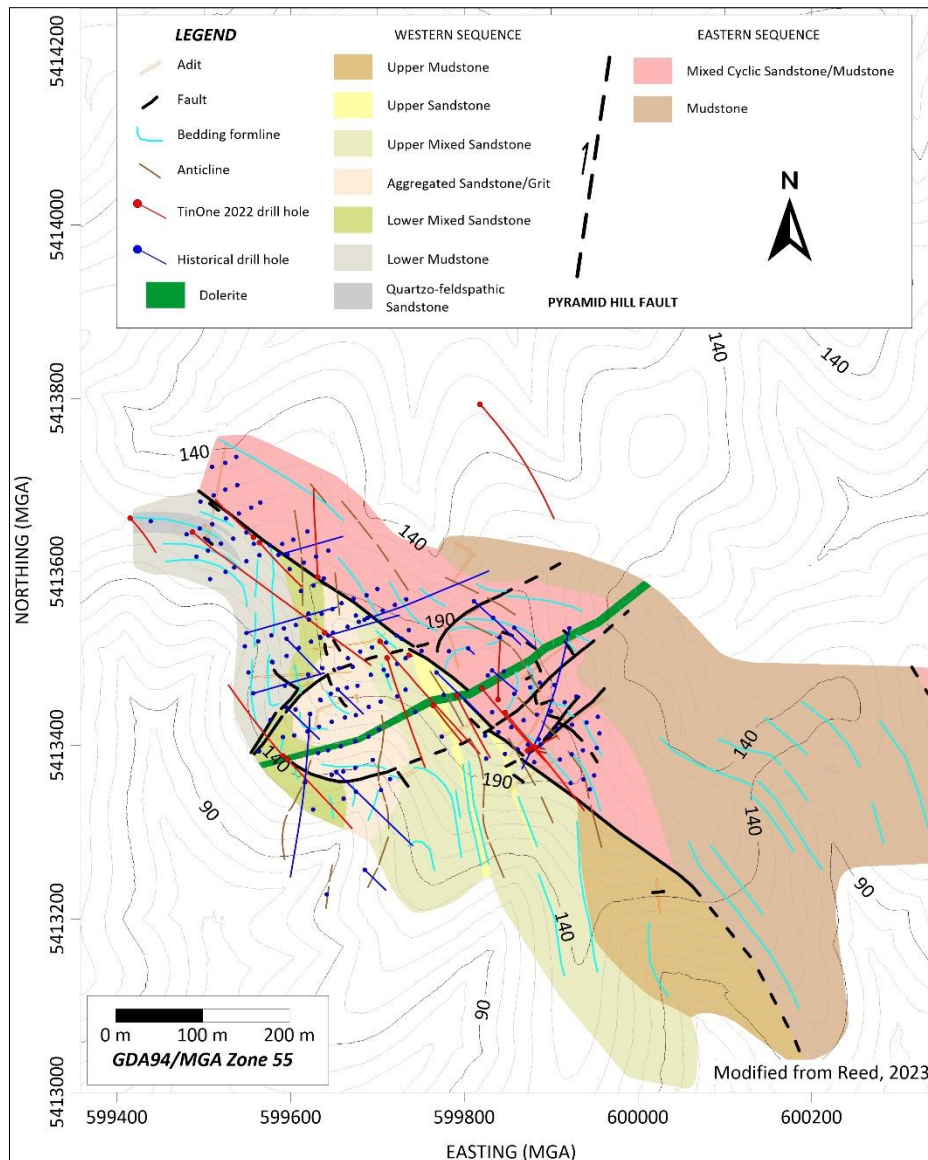 LEGEND
Adit
Fault
Bedding formline
Anticline
TinOne 2022 drill hole
Historical drill hole
Dolerite
WESTERN SEQUENCE
Upper Mudstone
Upper Sandstone
Upper Mixed Sandstone
Aggregated Sandstone/Grit
Lower Mixed Sandstone
Lower Mudstone
Quartzo-feldspathic
Sandstone
PYRAMID HILL FAULT
EASTERN SEQUENCE
Mixed Cyclic Sandstone/Mudstone
Mudstone
N
NORTHING (MGA)
5414200
5414000
5413800
5413600
5413400
5413200
5413000
140
140
140
140
190
140
190
140
140
140
90
90
90
0 m 100 m 200 m
GDA94/MGA Zone 55
Modified from Reed, 2023
599400 599600 599800 600000 600200
EASTING (MGA)